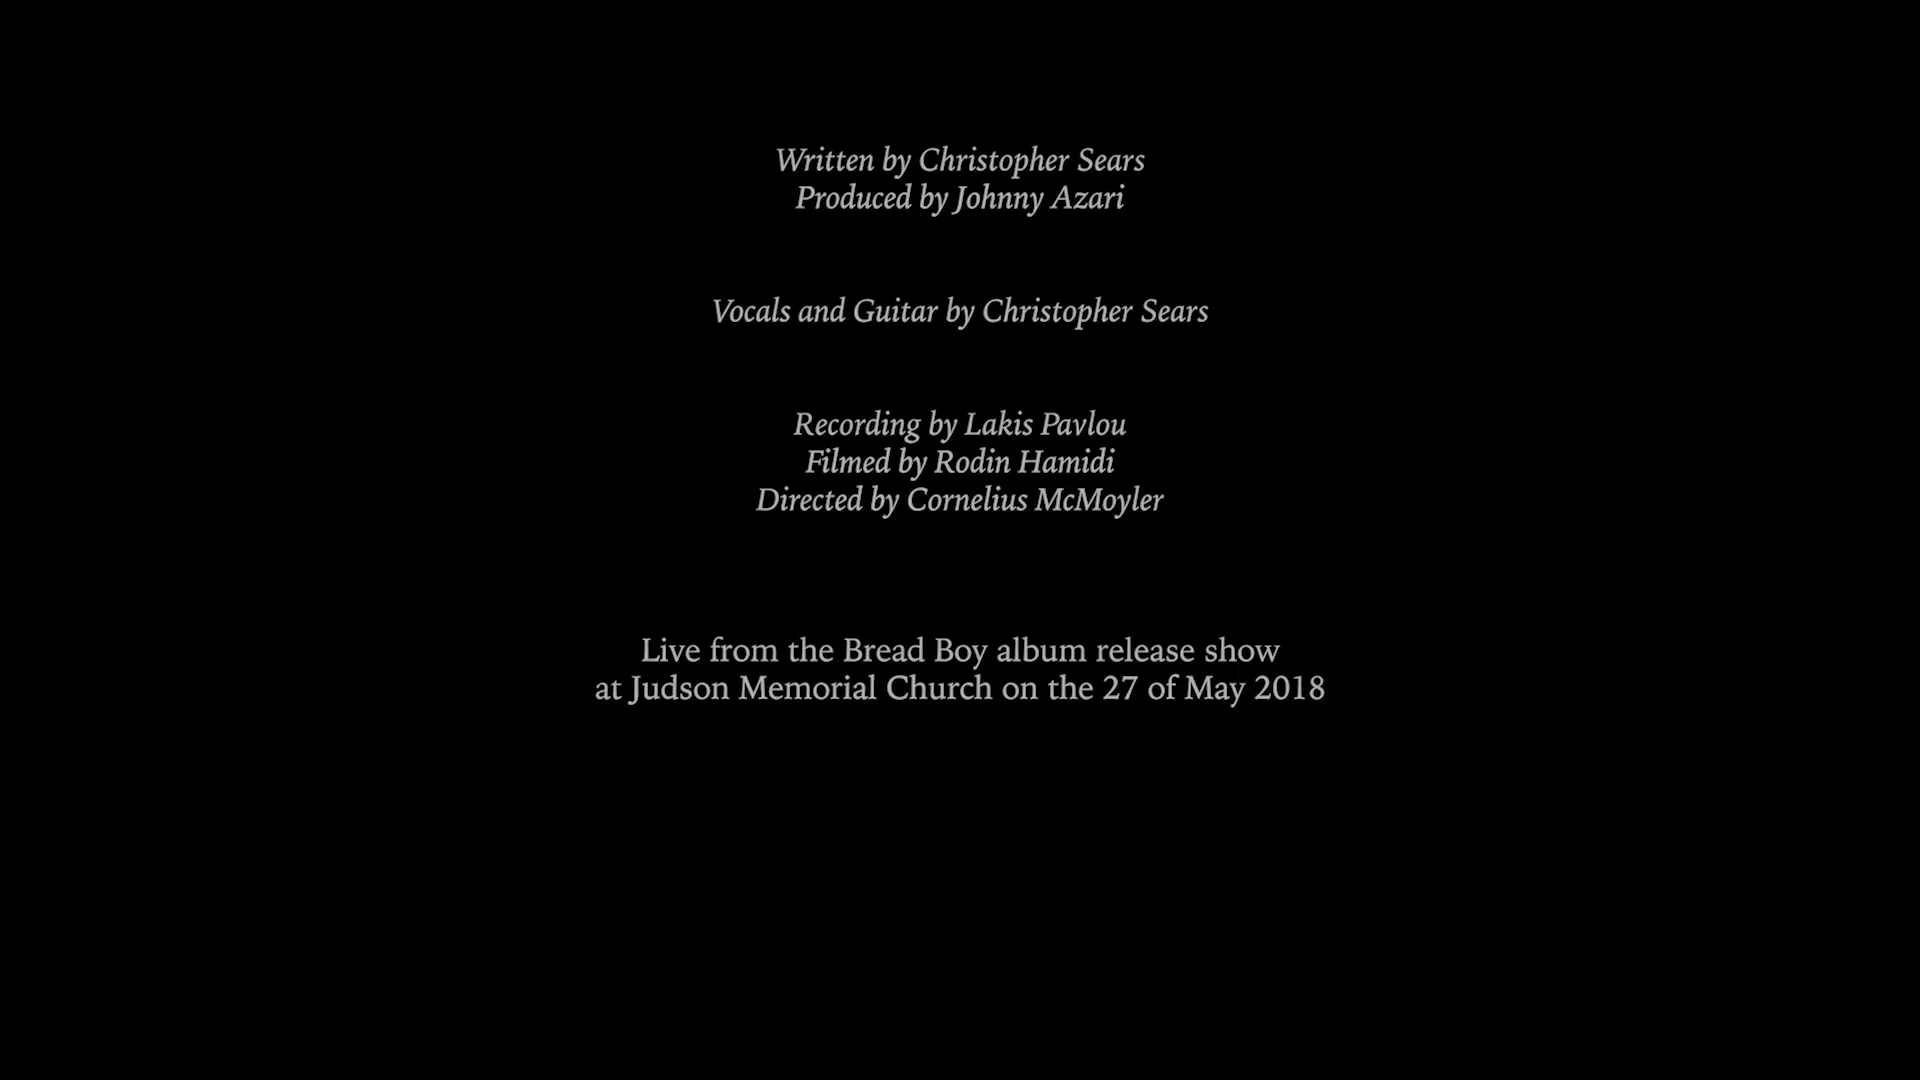 Written by Christopher Sears
Produced by Johnny Azari
Vocals and Guitar by Christopher Sears
Recording by Lakis Pavlou
Filmed by Rodin Hamidi
Directed by Cornelius McMoyler
Live from the Bread Boy album release show
at Judson Memorial Church on the 27 of May 2018